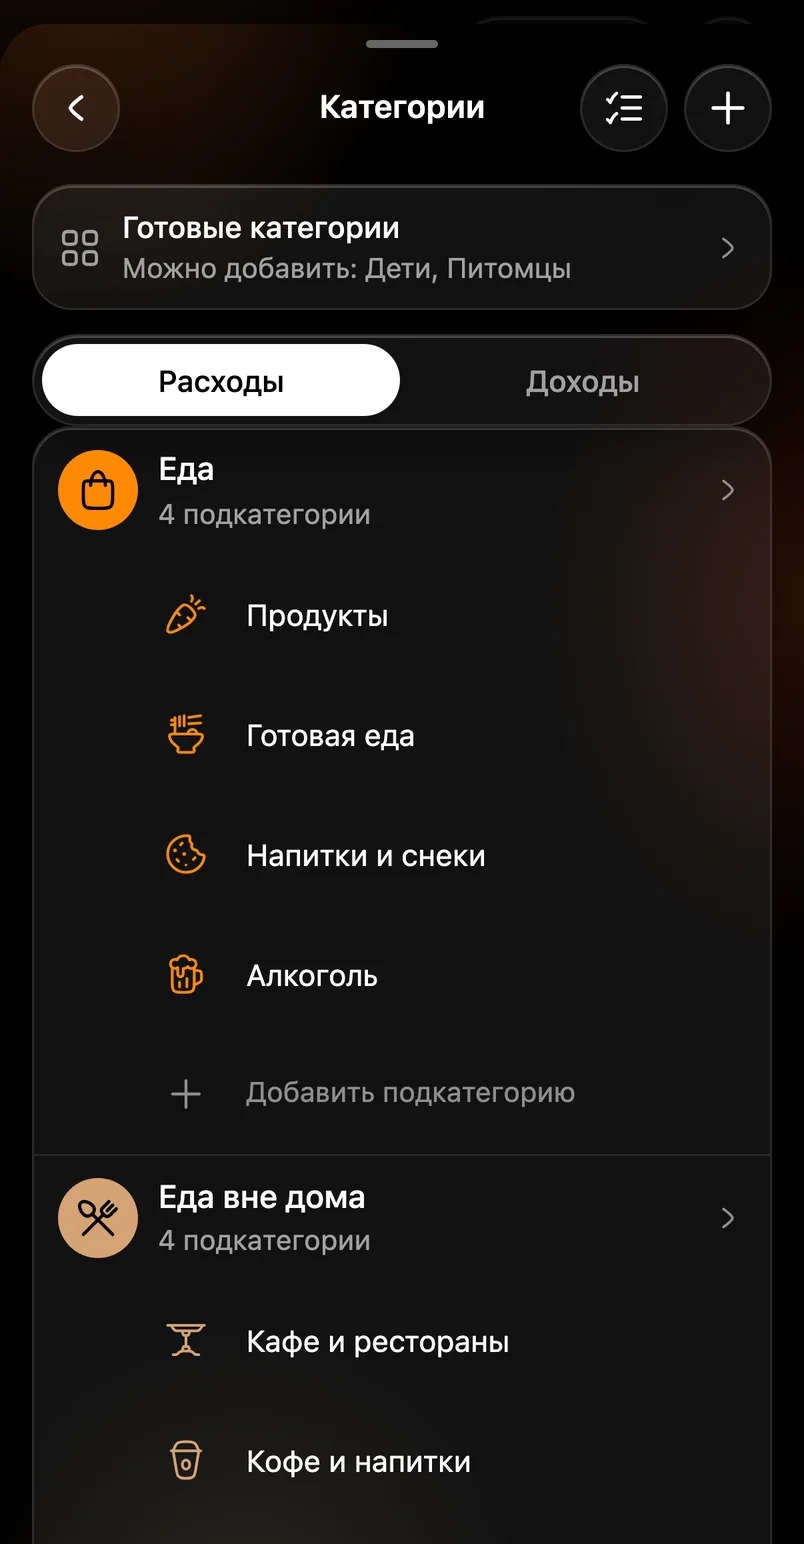 Категории
Готовые категории
Можно добавить: Дети, Питомцы
Расходы
Доходы
Еда
4 подкатегории
Продукты
Готовая еда
Напитки и снеки
Алкоголь
Добавить подкатегорию
Еда вне дома
4 подкатегории
Кафе и рестораны
Кофе и напитки